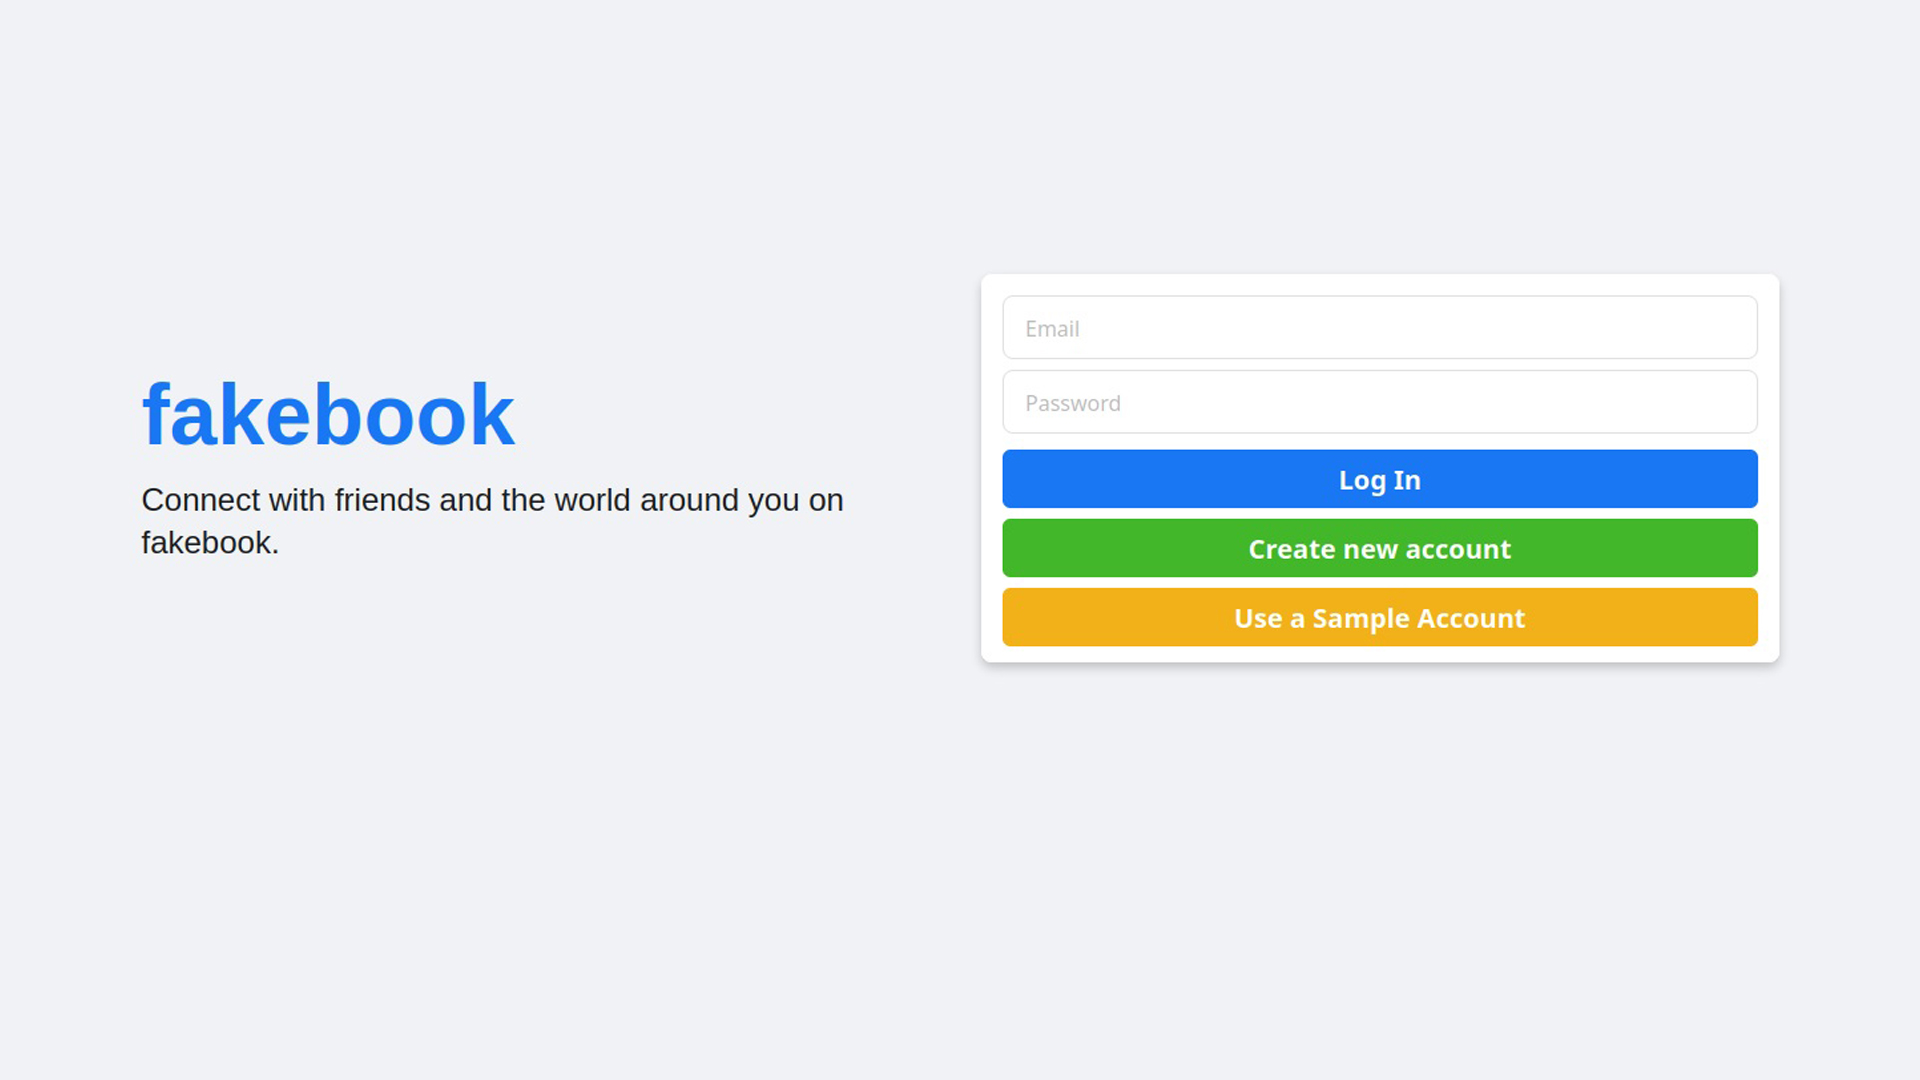 fakebook
Connect with friends and the world around you on
fakebook.
Email
Password
Log In
Create new account
Use a Sample Account